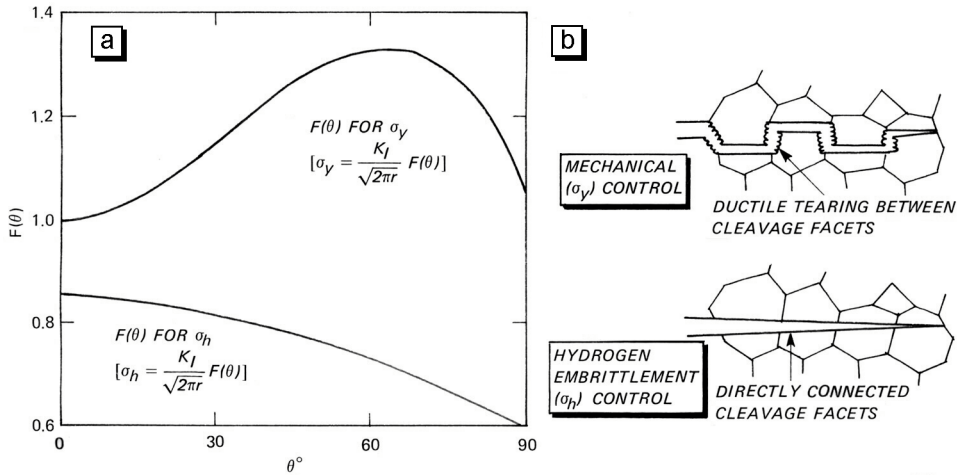 a
1.4
1.2
1.0
0.8
0.6
F(θ)
F(θ) FOR σy
[σy = KI/√2πr F(θ)]
F(θ) FOR σh
[σh = KI/√2πr F(θ)]
0
30
60
90
θ°
b
MECHANICAL
(σy) CONTROL
DUCTILE TEARING BETWEEN
CLEAVAGE FACETS
HYDROGEN
EMBRITTLEMENT
(σh) CONTROL
DIRECTLY CONNECTED
CLEAVAGE FACETS